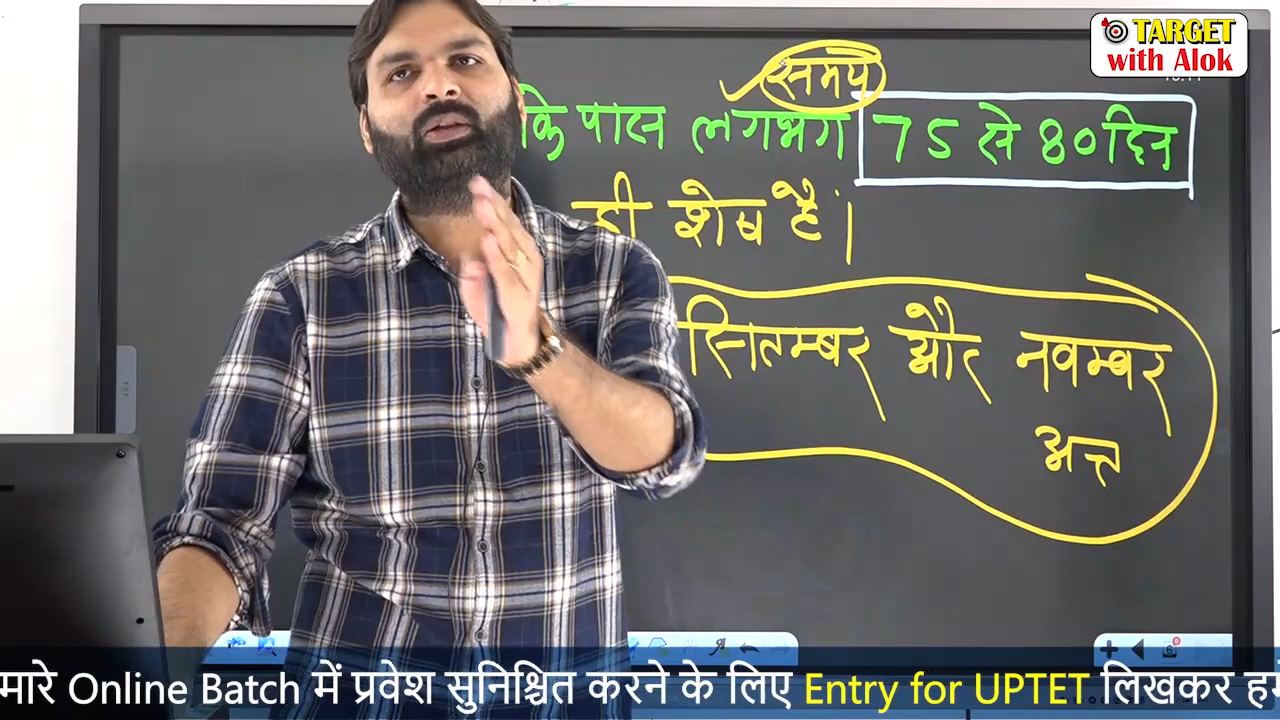 TARGET
with Alok
समय
कि पास लगभग 75 से 80 दिन
ही शेष है।
सितम्बर और नवम्बर
अन्त
मारे Online Batch में प्रवेश सुनिश्चित करने के लिए Entry for UPTET लिखकर हमे